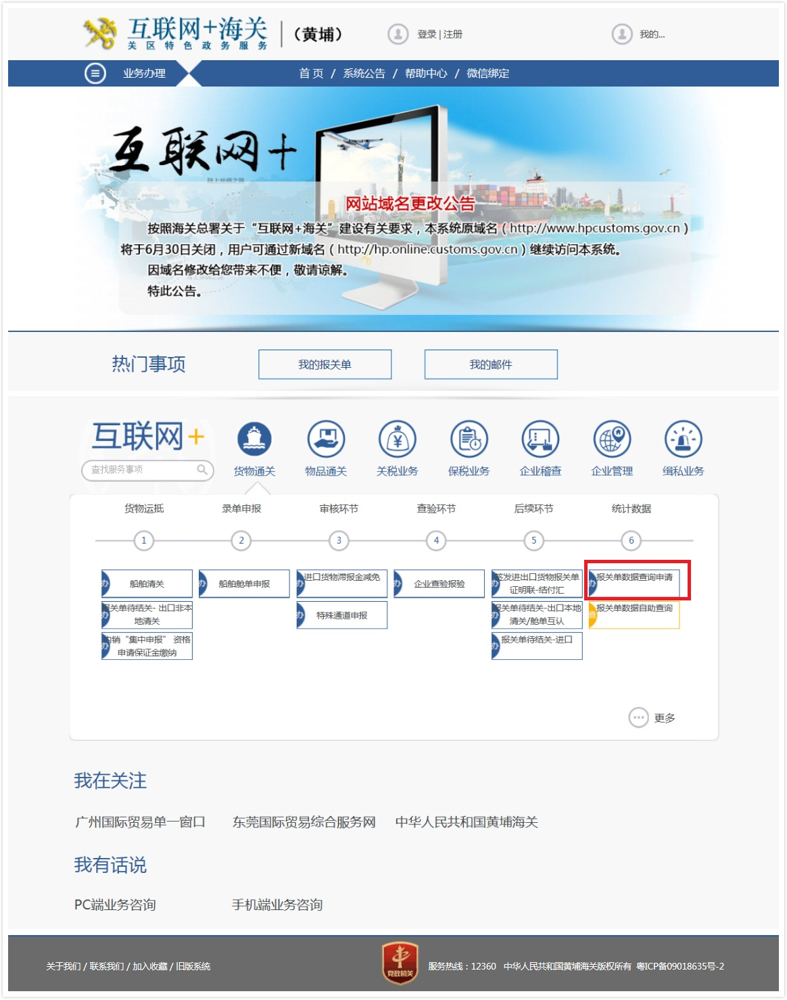 互联网+海关
关区特色政务服务
（黄埔）
登录 | 注册
我的...
业务办理
首 页 / 系统公告 / 帮助中心 / 微信绑定
互联网+
陆上丝绸之路
网站域名更改公告
按照海关总署关于“互联网+海关”建设有关要求，本系统原域名（http://www.hpcustoms.gov.cn）
将于6月30日关闭，用户可通过新域名（http://hp.online.customs.gov.cn）继续访问本系统。
因域名修改给您带来不便，敬请谅解。
特此公告。
热门事项
我的报关单
我的邮件
互联网+
查找服务事项
货物通关
物品通关
关税业务
保税业务
企业稽查
企业管理
缉私业务
货物运抵
录单申报
审核环节
查验环节
后续环节
统计数据
1
2
3
4
5
6
办
船舶清关
办
船舶舱单申报
办
进口货物滞报金减免
办
企业查验报验
办
签发进出口货物报关单
证明联-结付汇
办
报关单数据查询申请
办
报关单待结关- 出口非本
地清关
办
特殊通道申报
办
报关单待结关-出口本地
清关/舱单互认
查
报关单数据自助查询
办
内销“集中申报” 资格
申请保证金缴纳
办
报关单待结关-进口
更多
我在关注
广州国际贸易单一窗口
东莞国际贸易综合服务网
中华人民共和国黄埔海关
我有话说
PC端业务咨询
手机端业务咨询
关于我们 / 联系我们 / 加入收藏 / 旧版系统
党政机关
服务热线：12360 中华人民共和国黄埔海关版权所有 粤ICP备09018635号-2